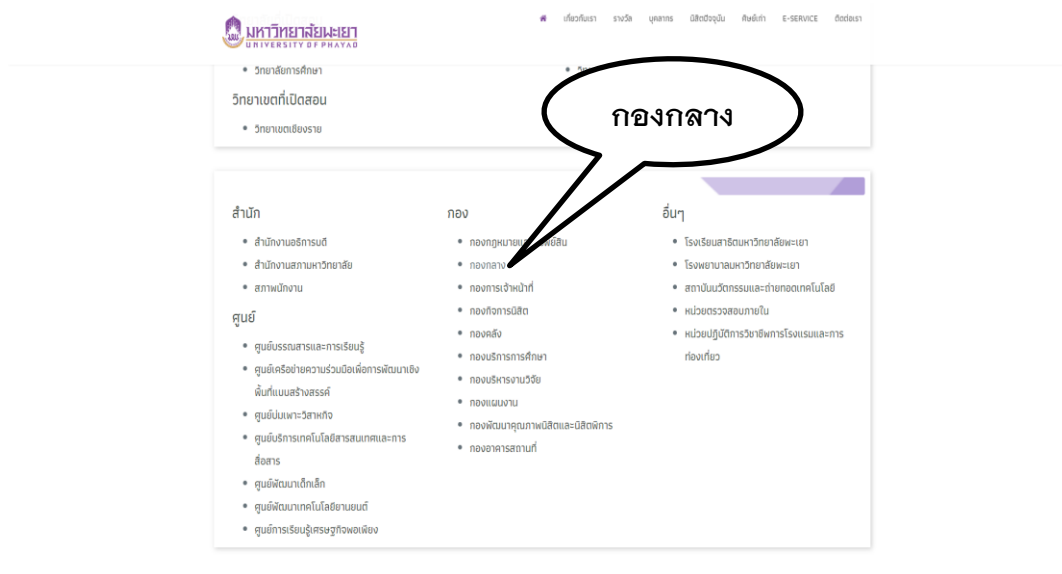 มหาวิทยาลัยพะเยา
UNIVERSITY OF PHAYAO
เกี่ยวกับเรา รางวัล บุคลากร นิสิตปัจจุบัน ศิษย์เก่า E-SERVICE ติดต่อเรา
วิทยาลัยการศึกษา
วิทยาเขตที่เปิดสอน
วิทยาเขตเชียงราย
กองกลาง
สำนัก
สำนักงานอธิการบดี
สำนักงานสภามหาวิทยาลัย
สภาพนักงาน
ศูนย์
ศูนย์บรรณสารและการเรียนรู้
ศูนย์เครือข่ายความร่วมมือเพื่อการพัฒนาเชิง
พื้นที่แบบสร้างสรรค์
ศูนย์บ่มเพาะวิสาหกิจ
ศูนย์บริการเทคโนโลยีสารสนเทศและการ
สื่อสาร
ศูนย์พัฒนาเด็กเล็ก
ศูนย์พัฒนาเทคโนโลยียานยนต์
ศูนย์การเรียนรู้เศรษฐกิจพอเพียง
กอง
กองกฎหมายและทรัพย์สิน
กองกลาง
กองการเจ้าหน้าที่
กองกิจการนิสิต
กองคลัง
กองบริการการศึกษา
กองบริหารงานวิจัย
กองแผนงาน
กองพัฒนาคุณภาพนิสิตและนิสิตพิการ
กองอาคารสถานที่
อื่นๆ
โรงเรียนสาธิตมหาวิทยาลัยพะเยา
โรงพยาบาลมหาวิทยาลัยพะเยา
สถาบันนวัตกรรมและถ่ายทอดเทคโนโลยี
หน่วยตรวจสอบภายใน
หน่วยปฏิบัติการวิชาชีพการโรงแรมและการ
ท่องเที่ยว